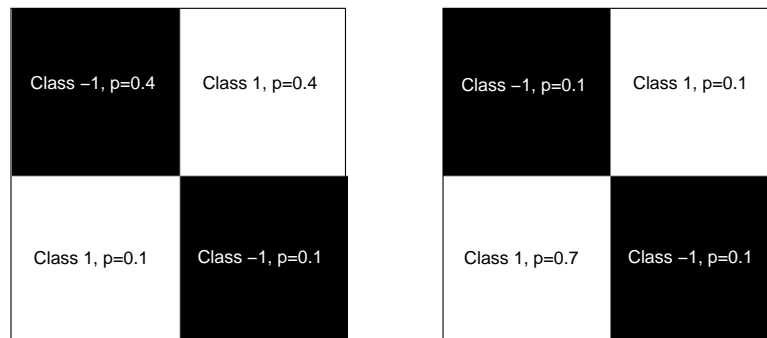 Class −1, p=0.4
Class 1, p=0.4
Class 1, p=0.1
Class −1, p=0.1
Class −1, p=0.1
Class 1, p=0.1
Class 1, p=0.7
Class −1, p=0.1